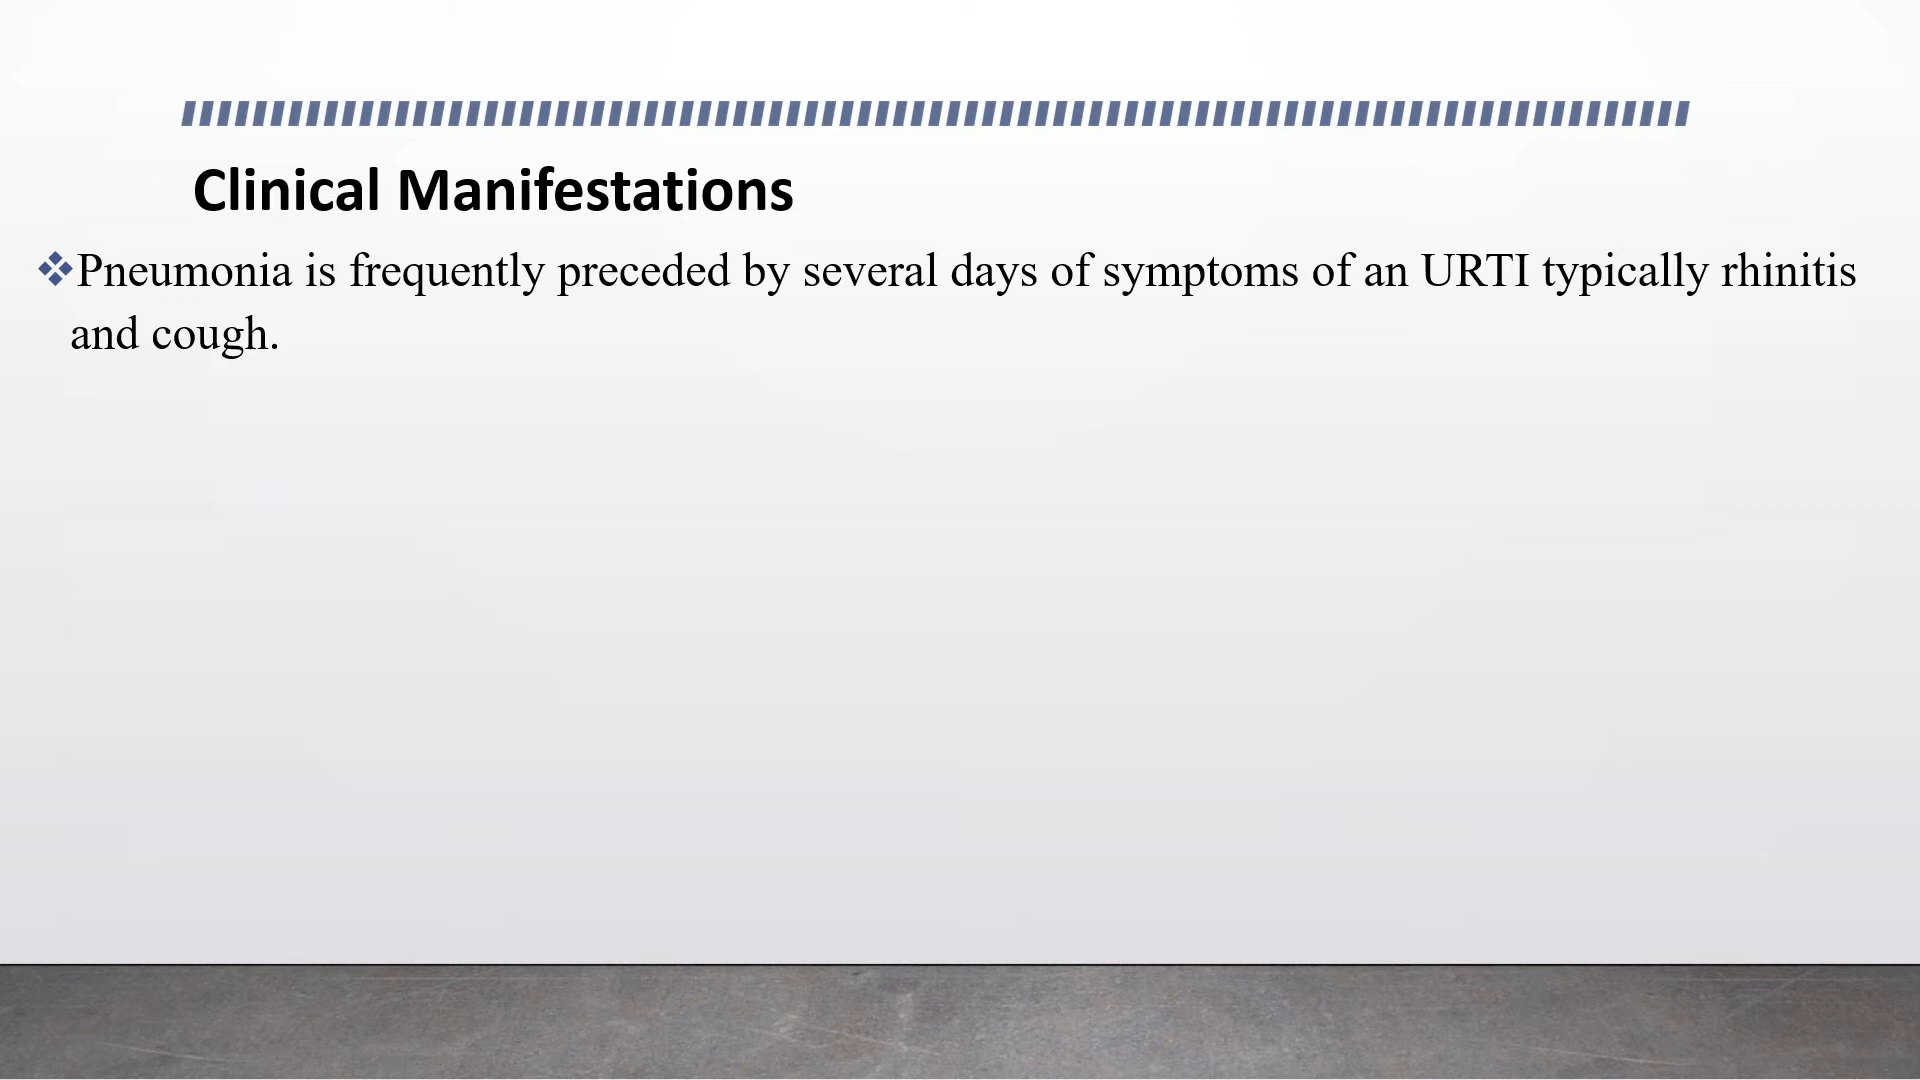 Clinical Manifestations
❖Pneumonia is frequently preceded by several days of symptoms of an URTI typically rhinitis
and cough.